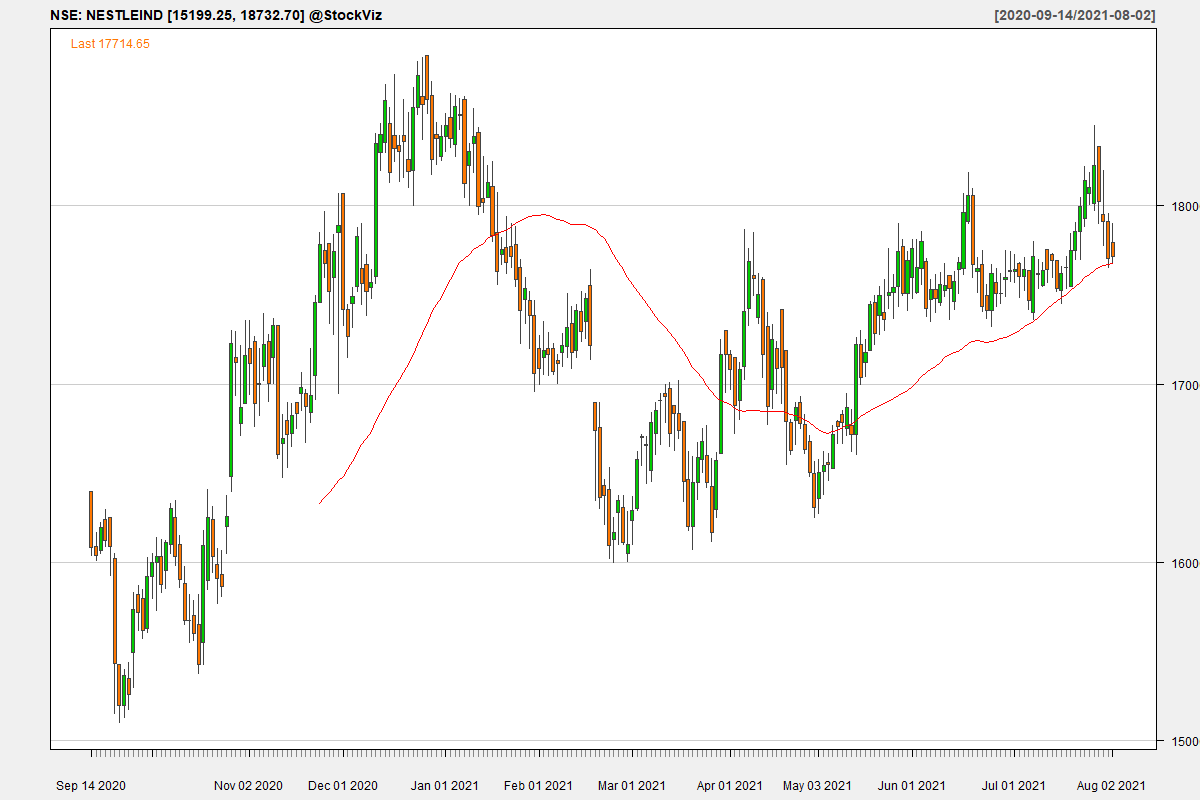 NSE: NESTLEIND [15199.25, 18732.70] @StockViz [2020-09-14/2021-08-02]
Last 17714.65
1800
1700
1600
1500
Sep 14 2020 Nov 02 2020 Dec 01 2020 Jan 01 2021 Feb 01 2021 Mar 01 2021 Apr 01 2021 May 03 2021 Jun 01 2021 Jul 01 2021 Aug 02 2021